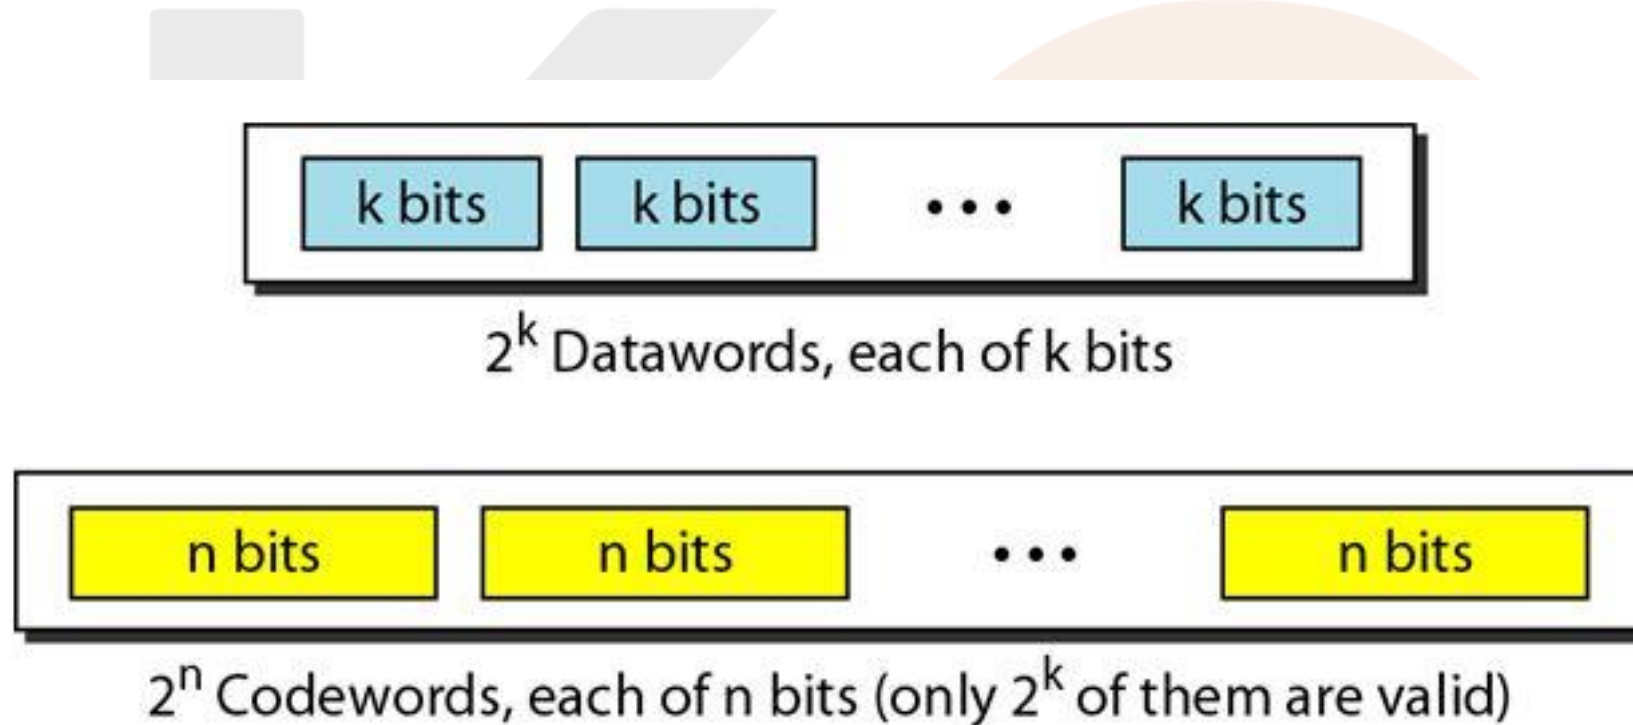 k bits k bits ... k bits
2^k Datawords, each of k bits
n bits n bits ... n bits
2^n Codewords, each of n bits (only 2^k of them are valid)